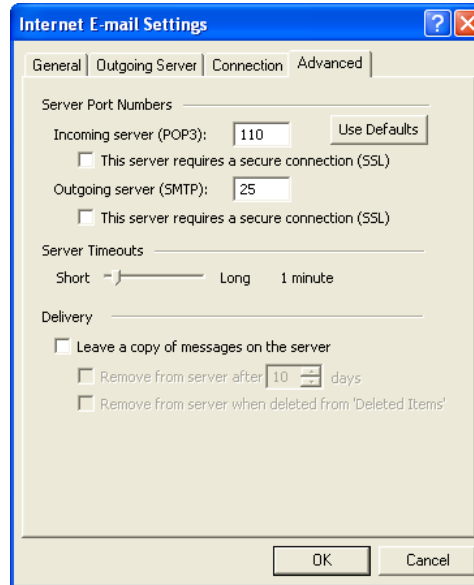 Internet E-mail Settings
General Outgoing Server Connection Advanced
Server Port Numbers
Incoming server (POP3): 110 Use Defaults
This server requires a secure connection (SSL)
Outgoing server (SMTP): 25
This server requires a secure connection (SSL)
Server Timeouts
Short Long 1 minute
Delivery
Leave a copy of messages on the server
Remove from server after 10 days
Remove from server when deleted from 'Deleted Items'
OK Cancel